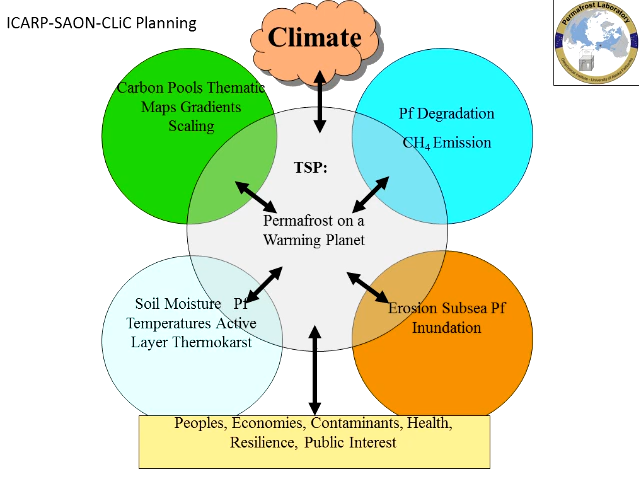 ICARP-SAON-CLiC Planning
Permafrost Laboratory
Climate
Carbon Pools Thematic
Maps Gradients
Scaling
Pf Degradation
CH₄ Emission
TSP:
Permafrost on a
Warming Planet
Soil Moisture Pf
Temperatures Active
Layer Thermokarst
Erosion Subsea Pf
Inundation
Peoples, Economies, Contaminants, Health,
Resilience, Public Interest